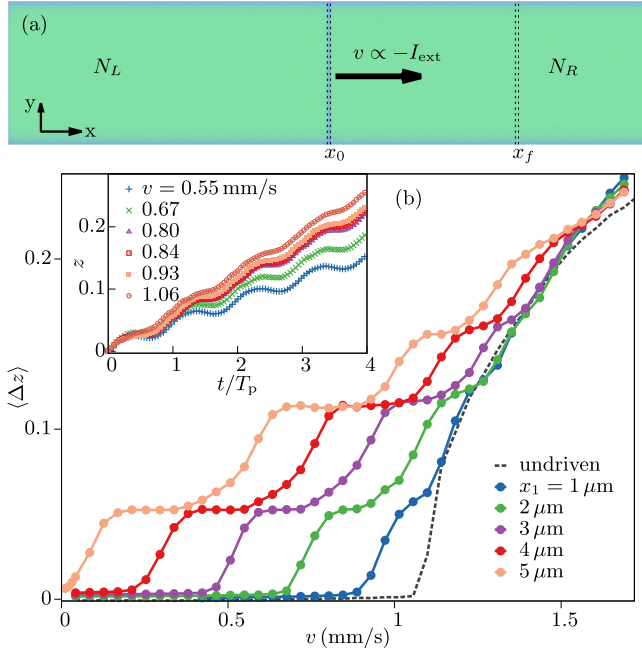 (a)
N_L
v ∝ −I_ext
N_R
y
x
x_0
x_f
(b)
v = 0.55 mm/s
0.67
0.80
0.84
0.93
1.06
z
0.2
0.1
0
0 1 2 3 4
t/T_p
⟨Δz⟩
0.2
0.1
0
undriven
x_1 = 1 μm
2 μm
3 μm
4 μm
5 μm
0 0.5 1 1.5
v (mm/s)